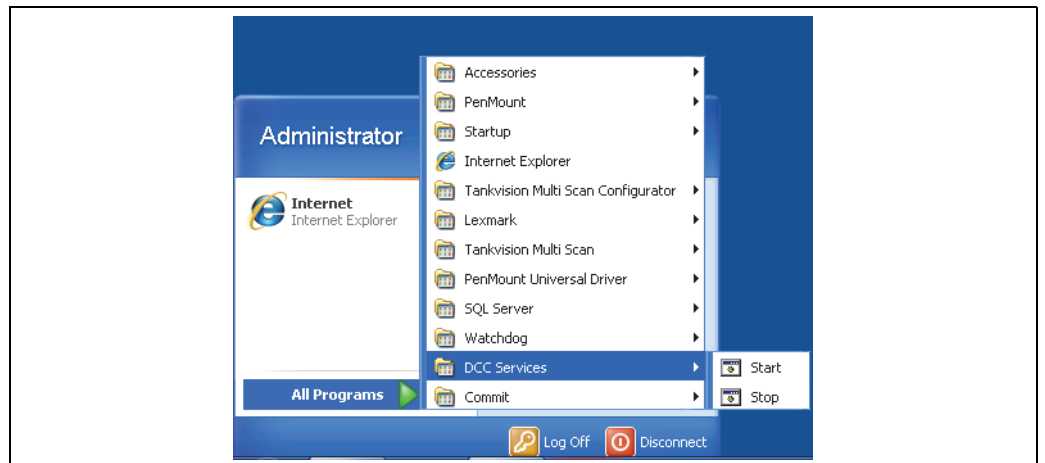 Administrator
Internet
Internet Explorer
All Programs
Accessories
PenMount
Startup
Internet Explorer
Tankvision Multi Scan Configurator
Lexmark
Tankvision Multi Scan
PenMount Universal Driver
SQL Server
Watchdog
DCC Services
Commit
Start
Stop
Log Off
Disconnect